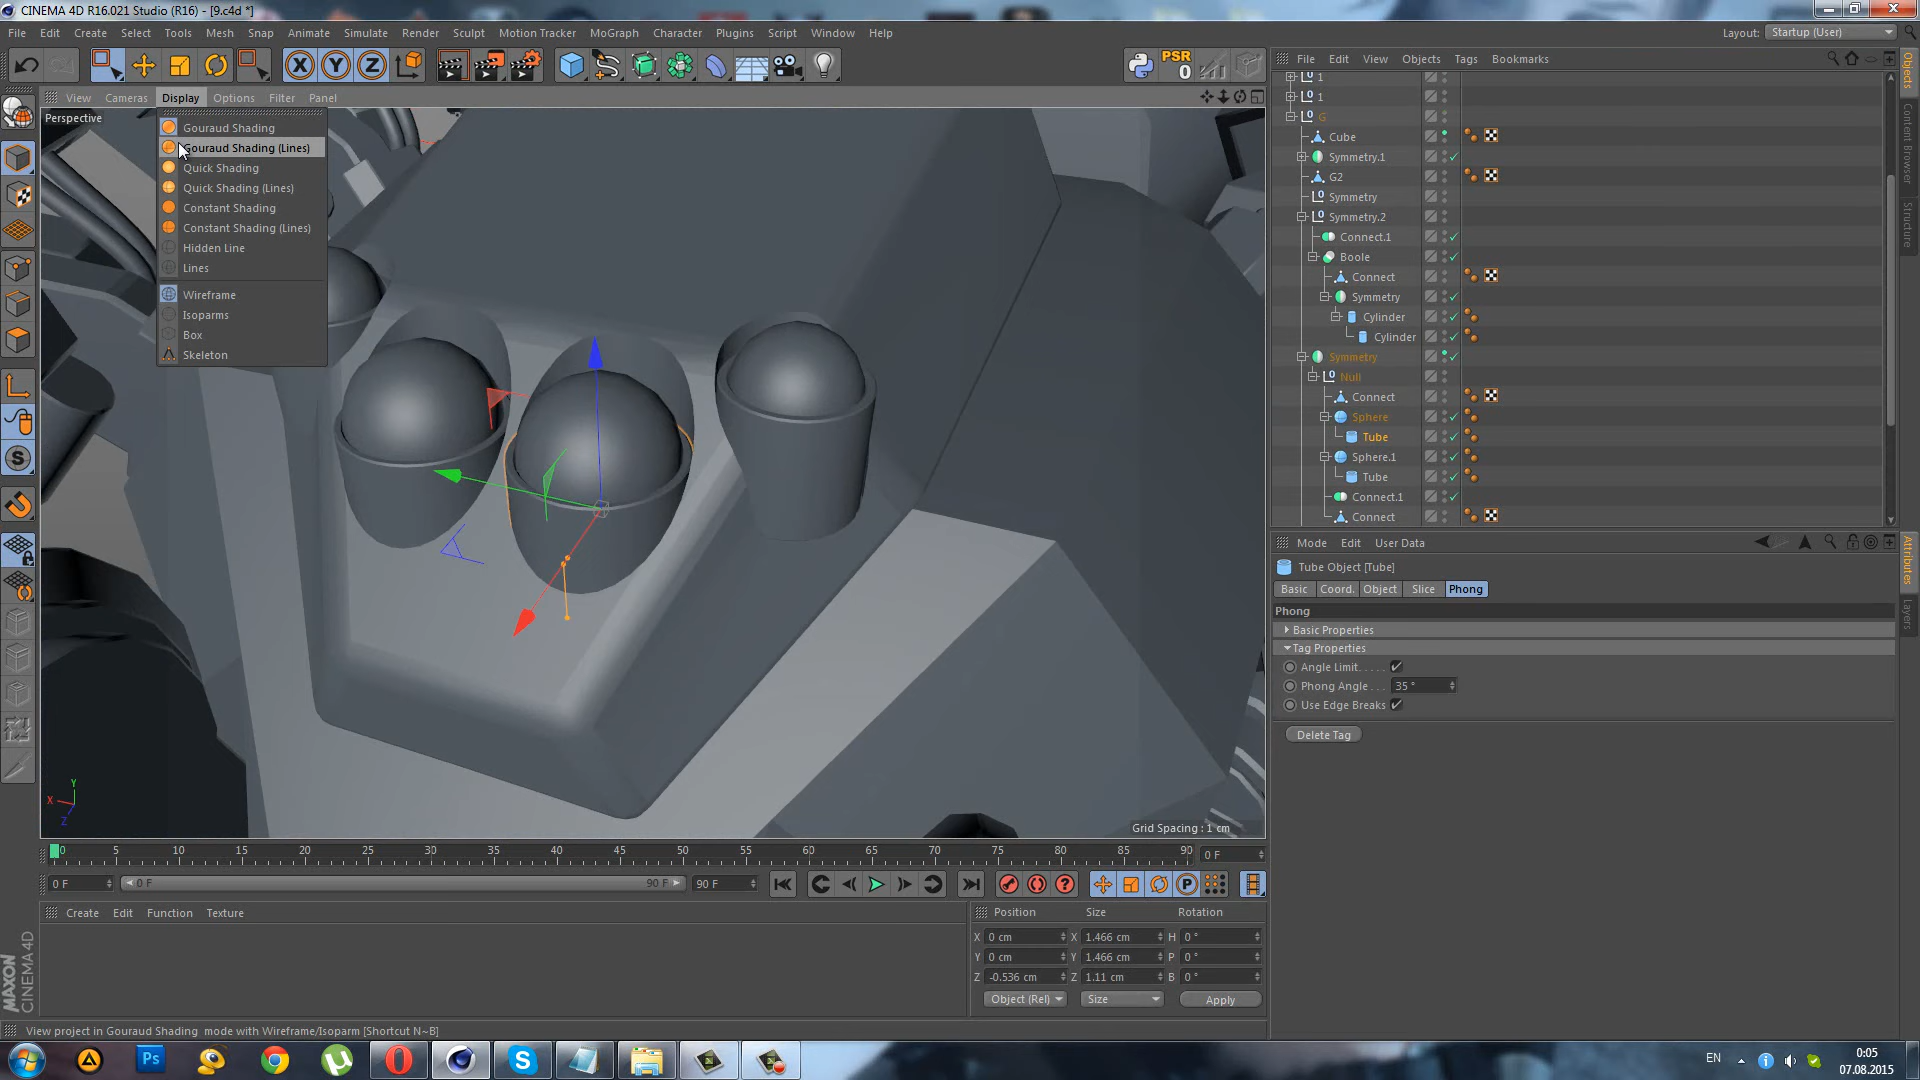 CINEMA 4D R16.021 Studio (R16) - [9.c4d *]
File Edit Create Select Tools Mesh Snap Animate Simulate Render Sculpt Motion Tracker MoGraph Character Plugins Script Window Help
Layout: Startup (User)
PSR
0
X Y Z
File Edit View Objects Tags Bookmarks
View Cameras Display Options Filter Panel
Perspective
Gouraud Shading
Gouraud Shading (Lines)
Quick Shading
Quick Shading (Lines)
Constant Shading
Constant Shading (Lines)
Hidden Line
Lines
Wireframe
Isoparms
Box
Skeleton
Grid Spacing : 1 cm
Y
X
Z
1
1
G
Cube
Symmetry.1
G2
Symmetry
Symmetry.2
Connect.1
Boole
Connect
Symmetry
Cylinder
Cylinder
Symmetry
Null
Connect
Sphere
Tube
Sphere.1
Tube
Connect.1
Connect
Objects
Content Browser
Structure
Mode Edit User Data
Tube Object [Tube]
Basic Coord. Object Slice Phong
Phong
Basic Properties
Tag Properties
Angle Limit. . . . .
Phong Angle . . . 35 °
Use Edge Breaks
Delete Tag
Attributes
Layers
0 5 10 15 20 25 30 35 40 45 50 55 60 65 70 75 80 85 90
0 F
0 F 0 F 90 F 90 F
Create Edit Function Texture
Position Size Rotation
X 0 cm X 1.466 cm H 0 °
Y 0 cm Y 1.466 cm P 0 °
Z -0.536 cm Z 1.11 cm B 0 °
Object (Rel) Size Apply
MAXON
CINEMA 4D
View project in Gouraud Shading mode with Wireframe/Isoparm [Shortcut N~B]
Ps
EN
0:05
07.08.2015